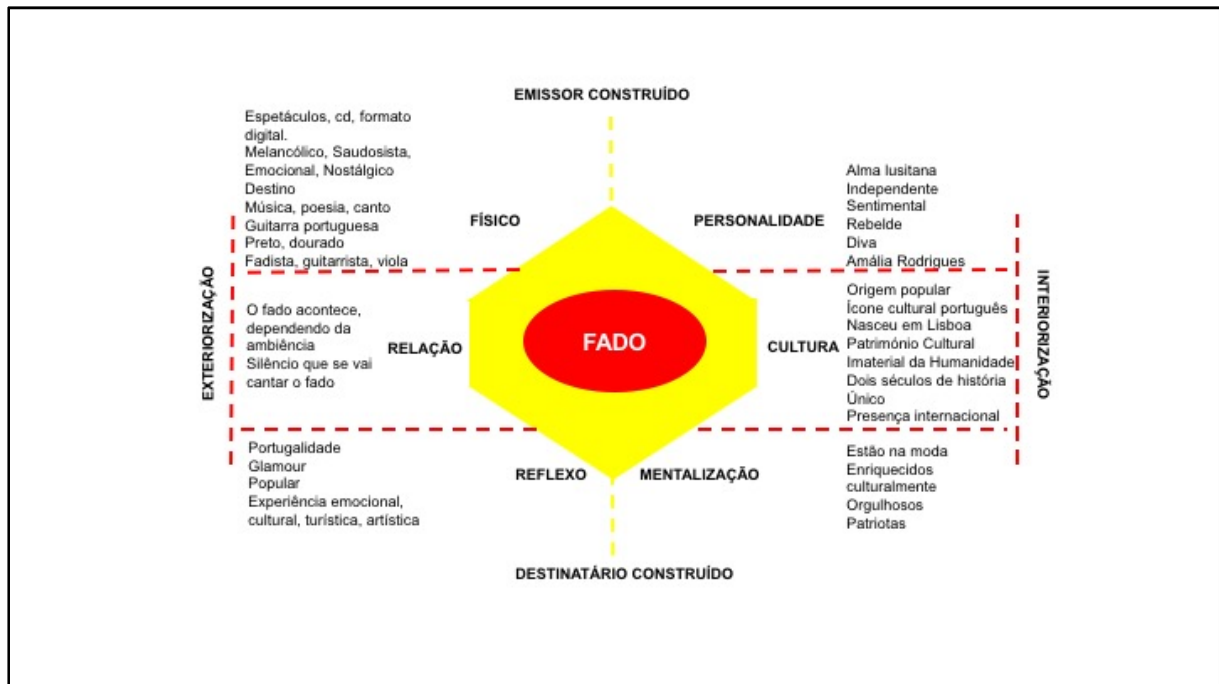 EMISSOR CONSTRUÍDO
Espetáculos, cd, formato
digital.
Melancólico, Saudosista,
Emocional, Nostálgico
Destino
Música, poesia, canto
Guitarra portuguesa
Preto, dourado
Fadista, guitarrista, viola
FÍSICO
PERSONALIDADE
Alma lusitana
Independente
Sentimental
Rebelde
Diva
Amália Rodrigues
EXTERIORIZAÇÃO
O fado acontece,
dependendo da
ambiência
Silêncio que se vai
cantar o fado
RELAÇÃO
FADO
CULTURA
Origem popular
Ícone cultural português
Nasceu em Lisboa
Património Cultural
Imaterial da Humanidade
Dois séculos de história
Único
Presença internacional
INTERIORIZAÇÃO
Portugalidade
Glamour
Popular
Experiência emocional,
cultural, turística, artística
REFLEXO
MENTALIZAÇÃO
Estão na moda
Enriquecidos
culturalmente
Orgulhosos
Patriotas
DESTINATÁRIO CONSTRUÍDO